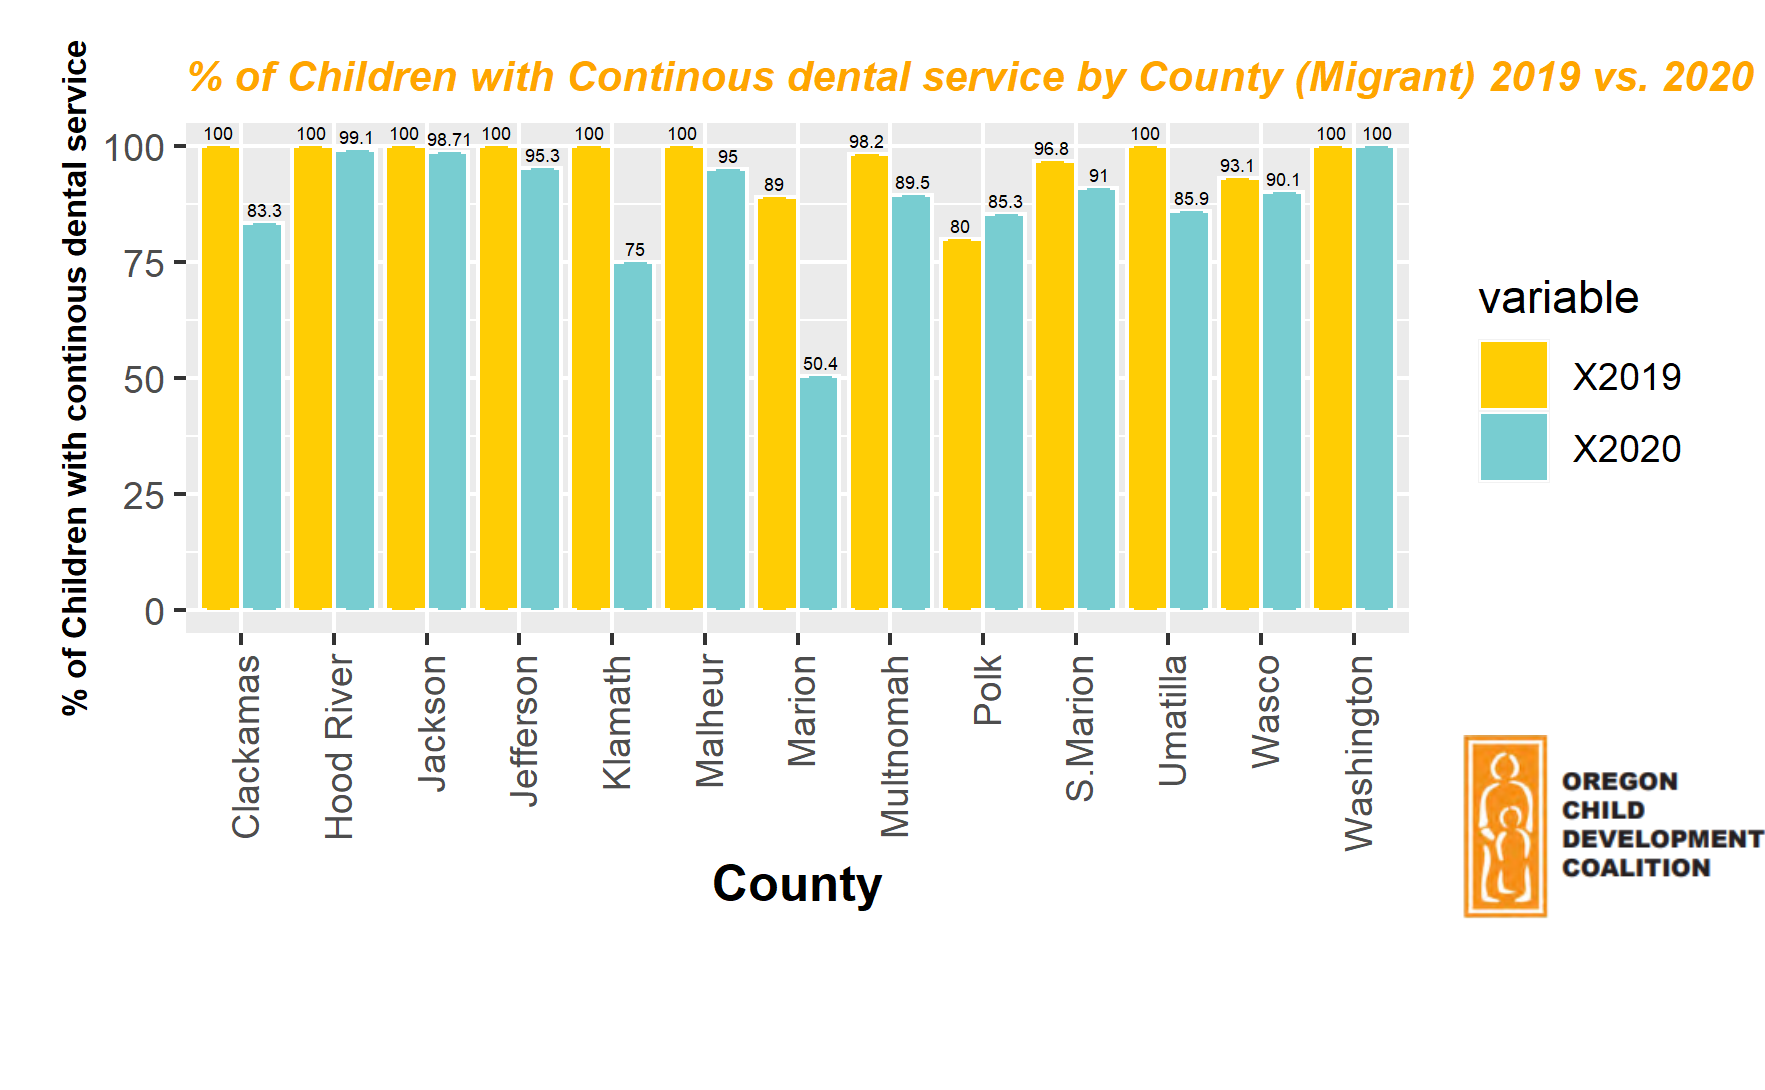 % of Children with Continous dental service by County (Migrant) 2019 vs. 2020
% of Children with continous dental service
100
75
50
25
0
100 83.3 100 99.1 100 98.71 100 95.3 100 75 100 95 89 50.4 98.2 89.5 80 85.3 96.8 91 100 85.9 93.1 90.1 100 100
Clackamas
Hood River
Jackson
Jefferson
Klamath
Malheur
Marion
Multnomah
Polk
S.Marion
Umatilla
Wasco
Washington
County
variable
X2019
X2020
OREGON
CHILD
DEVELOPMENT
COALITION